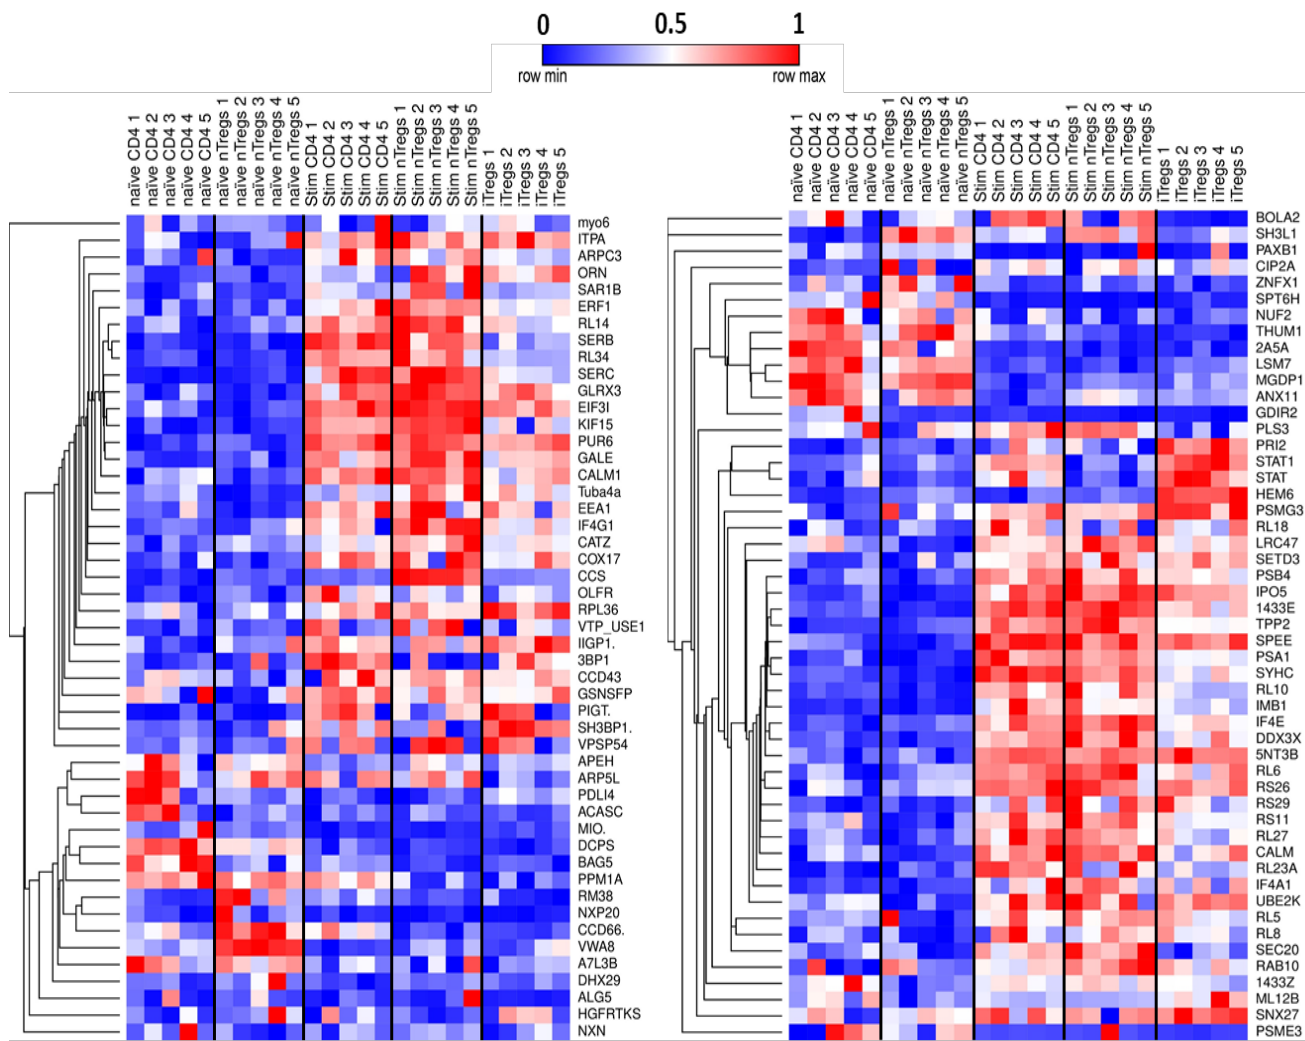 0 0.5 1
row min row max
naïve CD4 1
naïve CD4 2
naïve CD4 3
naïve CD4 4
naïve CD4 5
naïve nTregs 1
naïve nTregs 2
naïve nTregs 3
naïve nTregs 4
naïve nTregs 5
Stim CD4 1
Stim CD4 2
Stim CD4 3
Stim CD4 4
Stim CD4 5
Stim nTregs 1
Stim nTregs 2
Stim nTregs 3
Stim nTregs 4
Stim nTregs 5
iTregs 1
iTregs 2
iTregs 3
iTregs 4
iTregs 5
myo6
ITPA
ARPC3
ORN
SAR1B
ERF1
RL14
SERB
RL34
SERC
GLRX3
EIF3I
KIF15
PUR6
GALE
CALM1
Tuba4a
EEA1
IF4G1
CATZ
COX17
CCS
OLFR
RPL36
VTP_USE1
IIGP1.
3BP1
CCD43
GSNSFP
PIGT.
SH3BP1.
VPSP54
APEH
ARP5L
PDLI4
ACASC
MIO.
DCPS
BAG5
PPM1A
RM38
NXP20
CCD66.
VWA8
A7L3B
DHX29
ALG5
HGFRTKS
NXN
naïve CD4 1
naïve CD4 2
naïve CD4 3
naïve CD4 4
naïve CD4 5
naïve nTregs 1
naïve nTregs 2
naïve nTregs 3
naïve nTregs 4
naïve nTregs 5
Stim CD4 1
Stim CD4 2
Stim CD4 3
Stim CD4 4
Stim CD4 5
Stim nTregs 1
Stim nTregs 2
Stim nTregs 3
Stim nTregs 4
Stim nTregs 5
iTregs 1
iTregs 2
iTregs 3
iTregs 4
iTregs 5
BOLA2
SH3L1
PAXB1
CIP2A
ZNFX1
SPT6H
NUF2
THUM1
2A5A
LSM7
MGDP1
ANX11
GDIR2
PLS3
PRI2
STAT1
STAT
HEM6
PSMG3
RL18
LRC47
SETD3
PSB4
IPO5
1433E
TPP2
SPEE
PSA1
SYHC
RL10
IMB1
IF4E
DDX3X
5NT3B
RL6
RS26
RS29
RS11
RL27
CALM
RL23A
IF4A1
UBE2K
RL5
RL8
SEC20
RAB10
1433Z
ML12B
SNX27
PSME3